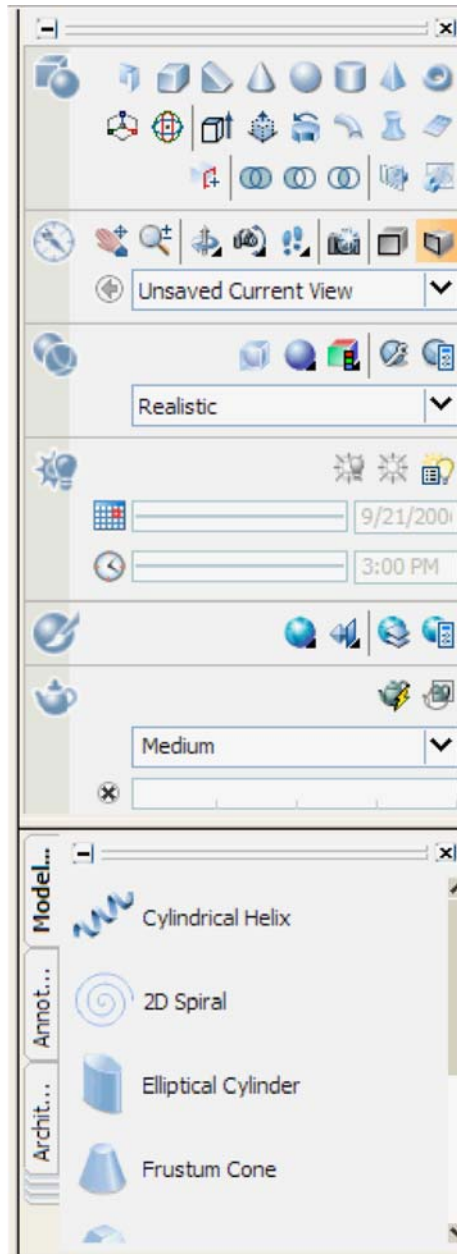 Unsaved Current View
Realistic
9/21/200
3:00 PM
Medium
Model...
Annot...
Archit...
Cylindrical Helix
2D Spiral
Elliptical Cylinder
Frustum Cone